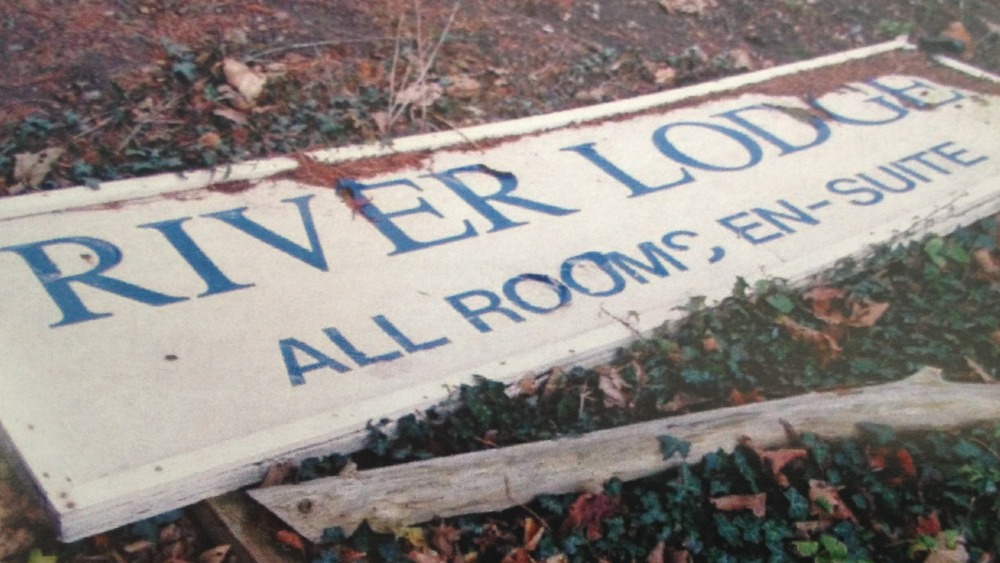 RIVER LODGE
ALL ROOMS EN-SUITE